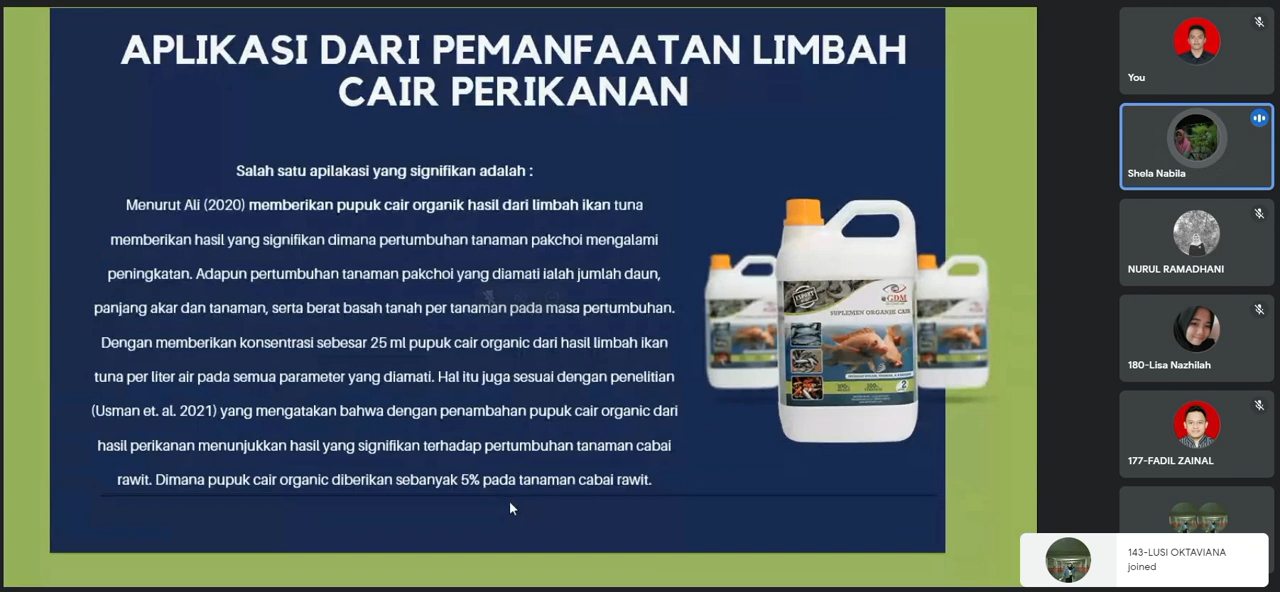 APLIKASI DARI PEMANFAATAN LIMBAH
CAIR PERIKANAN
Salah satu apilakasi yang signifikan adalah :
Menurut Ali (2020) memberikan pupuk cair organik hasil dari limbah ikan tuna
memberikan hasil yang signifikan dimana pertumbuhan tanaman pakchoi mengalami
peningkatan. Adapun pertumbuhan tanaman pakchoi yang diamati ialah jumlah daun,
panjang akar dan tanaman, serta berat basah tanah per tanaman pada masa pertumbuhan.
Dengan memberikan konsentrasi sebesar 25 ml pupuk cair organic dari hasil limbah ikan
tuna per liter air pada semua parameter yang diamati. Hal itu juga sesuai dengan penelitian
(Usman et. al. 2021) yang mengatakan bahwa dengan penambahan pupuk cair organic dari
hasil perikanan menunjukkan hasil yang signifikan terhadap pertumbuhan tanaman cabai
rawit. Dimana pupuk cair organic diberikan sebanyak 5% pada tanaman cabai rawit.
GDM
SUPLEMEN ORGANIK CAIR
You
Shela Nabila
NURUL RAMADHANI
180-Lisa Nazhilah
177-FADIL ZAINAL
143-LUSI OKTAVIANA
joined